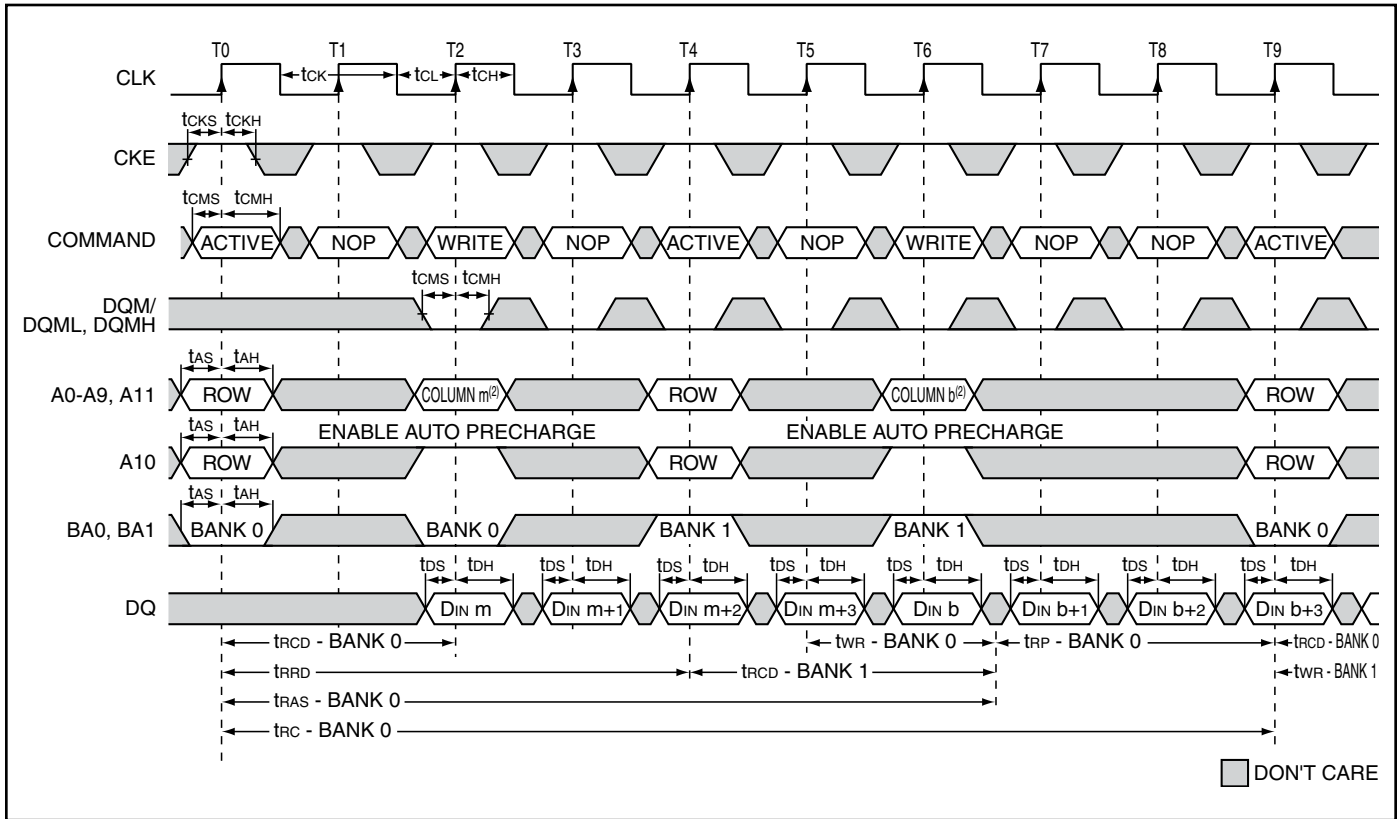 T0 T1 T2 T3 T4 T5 T6 T7 T8 T9
CLK tCK tCL tCH
tCKS tCKH
CKE
tCMS tCMH
COMMAND ACTIVE NOP WRITE NOP ACTIVE NOP WRITE NOP NOP ACTIVE
tCMS tCMH
DQM/
DQML, DQMH
tAS tAH
A0-A9, A11 ROW COLUMN m(2) ROW COLUMN b(2) ROW
tAS tAH ENABLE AUTO PRECHARGE ENABLE AUTO PRECHARGE
A10 ROW ROW ROW
tAS tAH
BA0, BA1 BANK 0 BANK 0 BANK 1 BANK 1 BANK 0
tDS tDH tDS tDH tDS tDH tDS tDH tDS tDH tDS tDH tDS tDH tDS tDH
DQ DIN m DIN m+1 DIN m+2 DIN m+3 DIN b DIN b+1 DIN b+2 DIN b+3
tRCD - BANK 0 tWR - BANK 0 tRP - BANK 0 tRCD - BANK 0
tRRD tRCD - BANK 1 tWR - BANK 1
tRAS - BANK 0
tRC - BANK 0
DON'T CARE